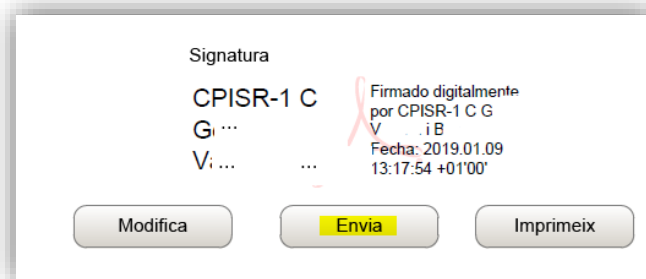 Signatura
CPISR-1 C
G
V
Firmado digitalmente
por CPISR-1 C G
V i B
Fecha: 2019.01.09
13:17:54 +01'00'
Modifica
Envia
Imprimeix